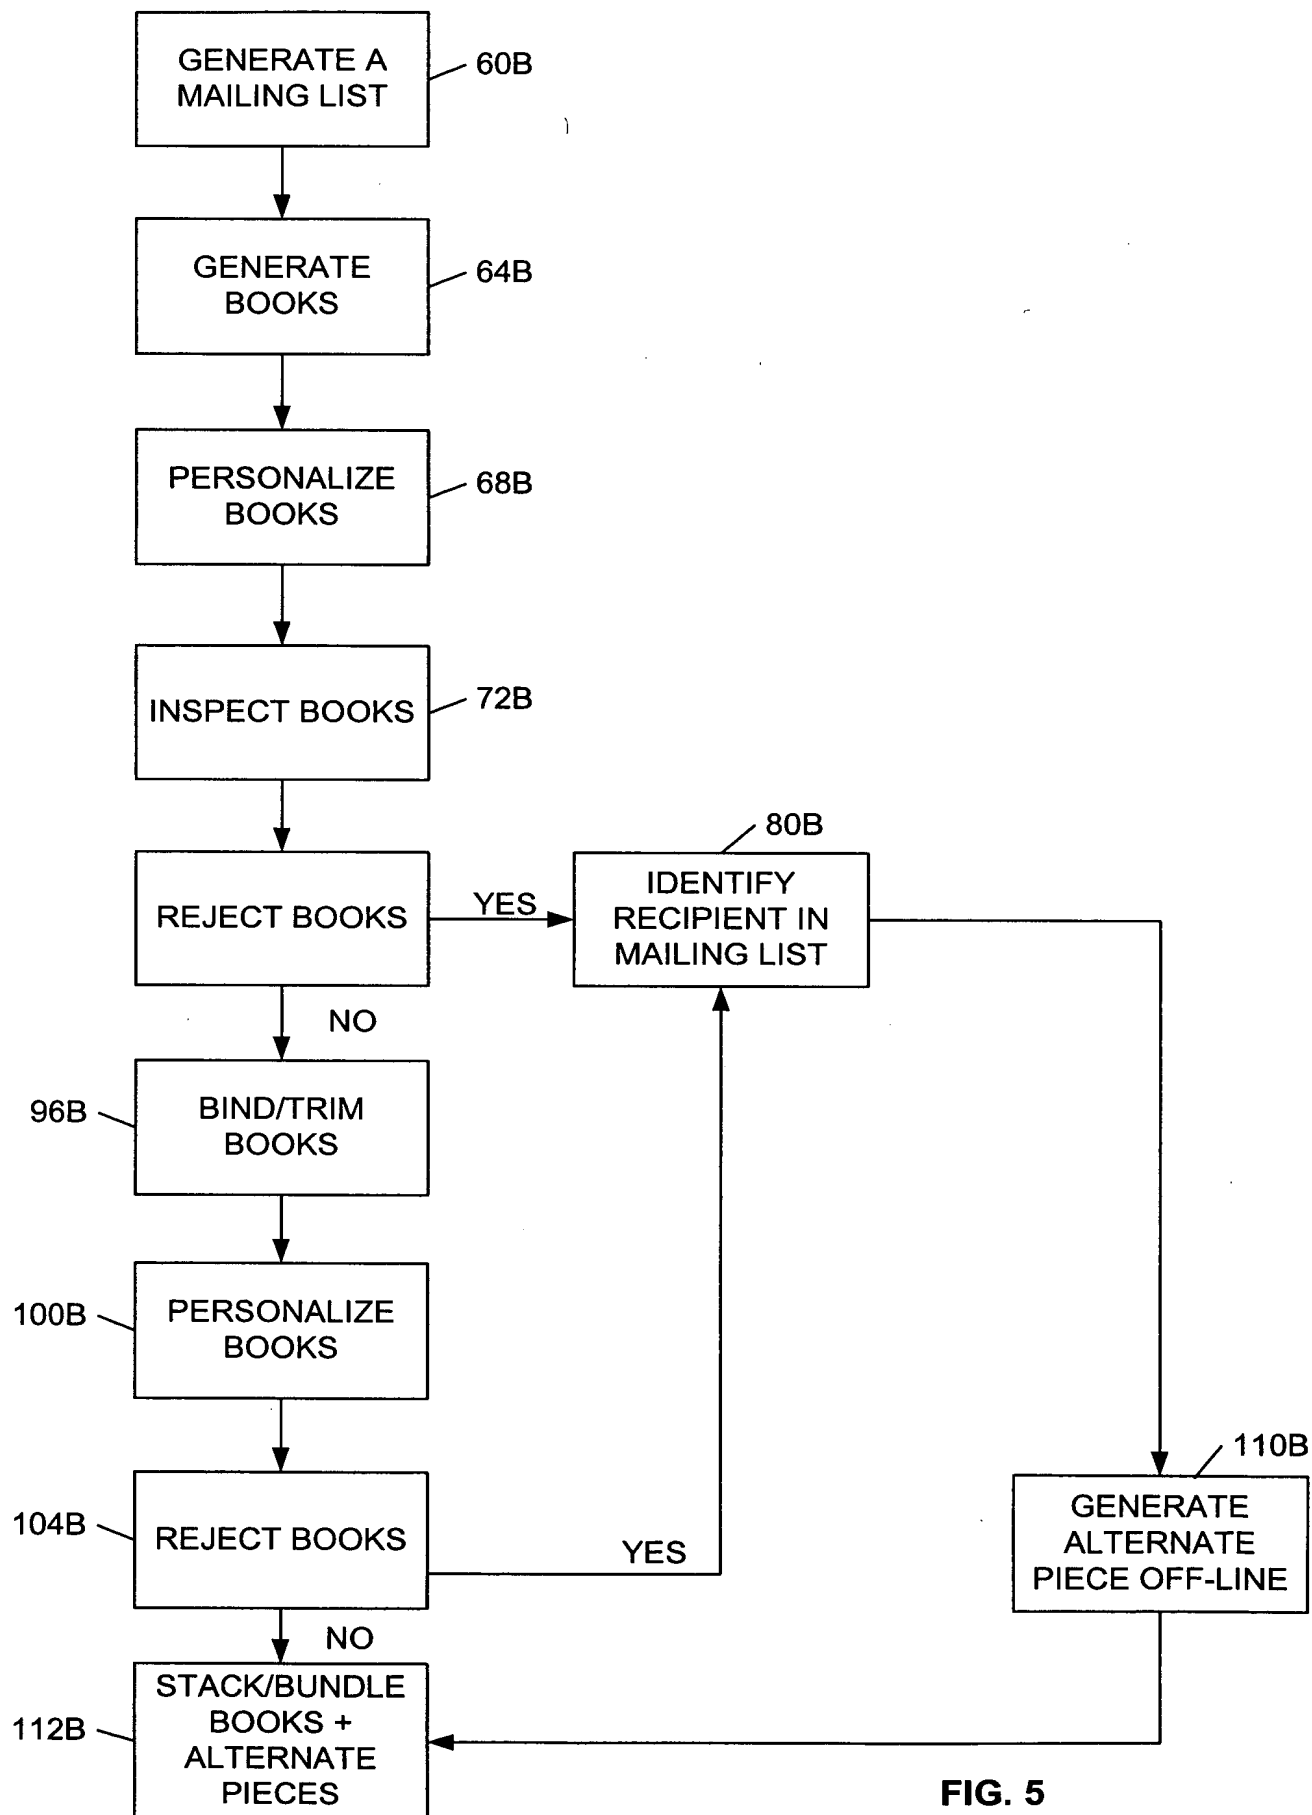 GENERATE A
MAILING LIST
60B
GENERATE
BOOKS
64B
PERSONALIZE
BOOKS
68B
INSPECT BOOKS
72B
REJECT BOOKS
YES
80B
IDENTIFY
RECIPIENT IN
MAILING LIST
NO
96B
BIND/TRIM
BOOKS
100B
PERSONALIZE
BOOKS
104B
REJECT BOOKS
YES
110B
GENERATE
ALTERNATE
PIECE OFF-LINE
NO
112B
STACK/BUNDLE
BOOKS +
ALTERNATE
PIECES
FIG. 5